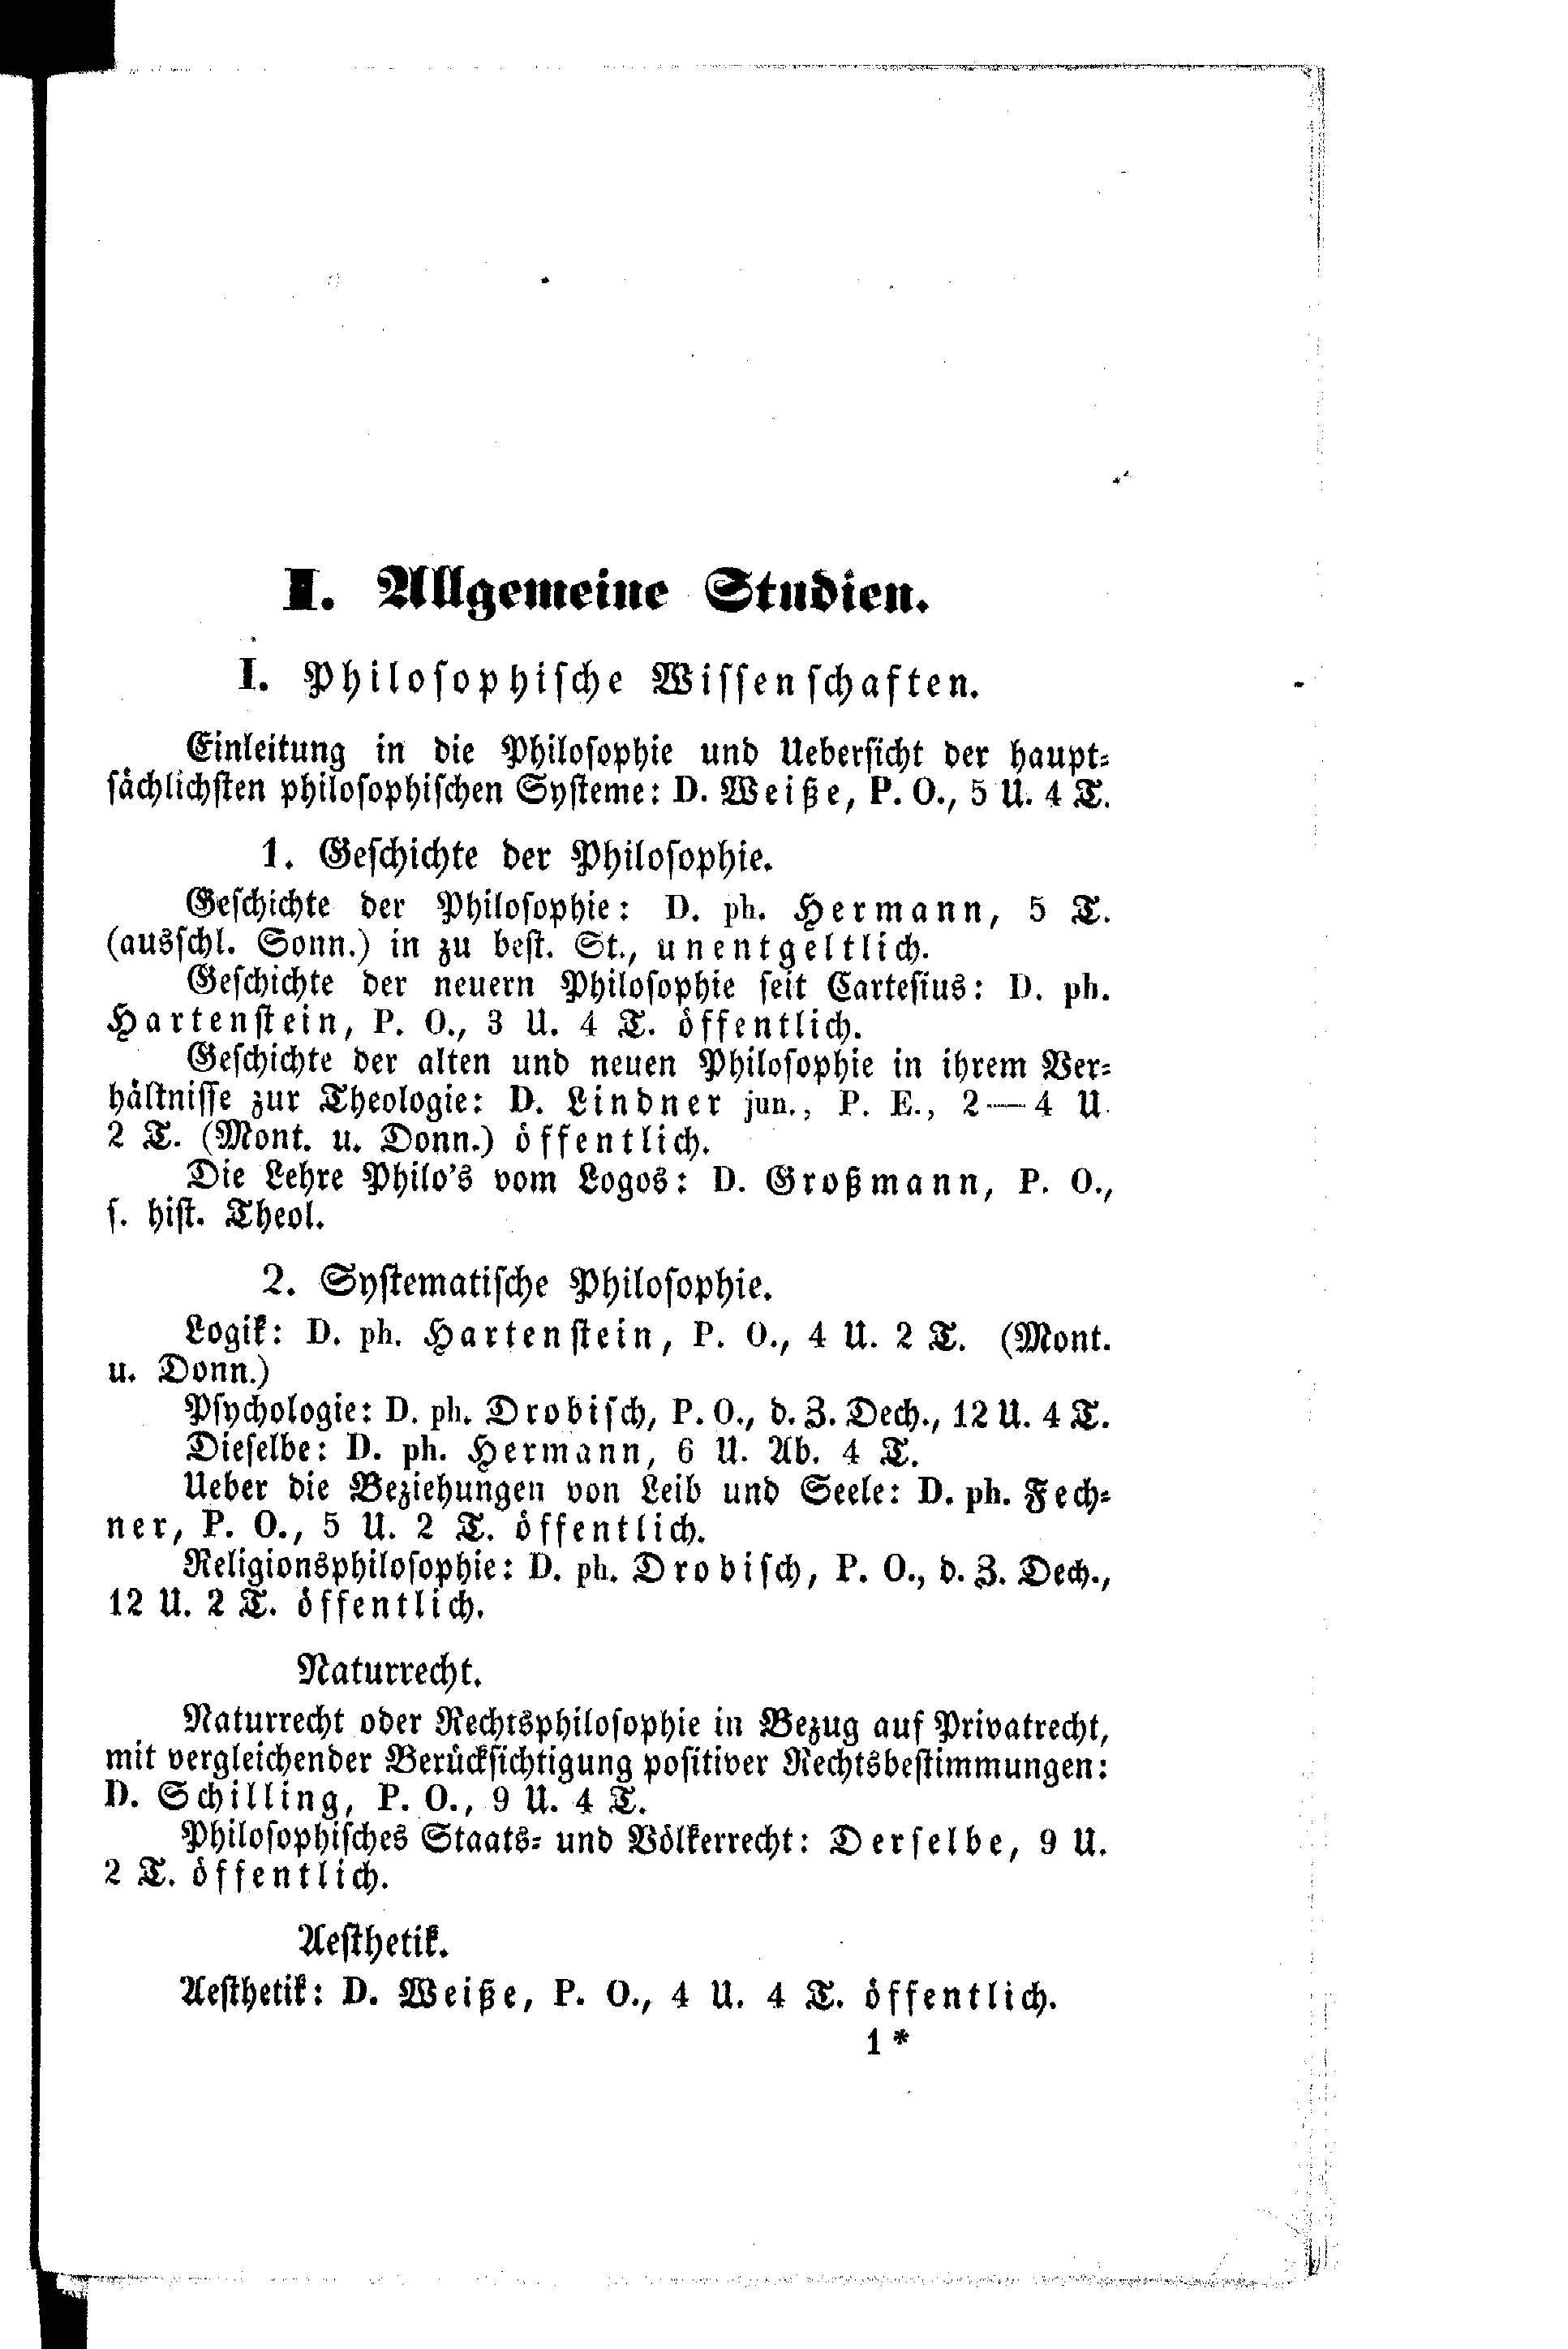 I. Allgemeine Studien.
I. Philosophische Wissenschaften.
Einleitung in die Philosophie und Uebersicht der haupt-
sächlichsten philosophischen Systeme: D. Weiße, P. O., 5 U. 4 T.
1. Geschichte der Philosophie.
Geschichte der Philosophie: D. ph. Hermann, 5 T.
(ausschl. Sonn.) in zu best. St., unentgeltlich.
Geschichte der neuern Philosophie seit Cartesius: D. ph.
Hartenstein, P. O., 3 U. 4 T. öffentlich.
Geschichte der alten und neuen Philosophie in ihrem Ver-
hältnisse zur Theologie: D. Lindner jun., P. E., 2—4 U.
2 T. (Mont. u. Donn.) öffentlich.
Die Lehre Philo's vom Logos: D. Großmann, P. O.,
s. hist. Theol.
2. Systematische Philosophie.
Logik: D. ph. Hartenstein, P. O., 4 U. 2 T. (Mont.
u. Donn.)
Psychologie: D. ph. Drobisch, P. O., d. Z. Dech., 12 U. 4 T.
Dieselbe: D. ph. Hermann, 6 U. Ab. 4 T.
Ueber die Beziehungen von Leib und Seele: D. ph. Fech-
ner, P. O., 5 U. 2 T. öffentlich.
Religionsphilosophie: D. ph. Drobisch, P. O., d. Z. Dech.,
12 U. 2 T. öffentlich.
Naturrecht.
Naturrecht oder Rechtsphilosophie in Bezug auf Privatrecht,
mit vergleichender Berücksichtigung positiver Rechtsbestimmungen:
D. Schilling, P. O., 9 U. 4 T.
Philosophisches Staats- und Völkerrecht: Derselbe, 9 U.
2 T. öffentlich.
Aesthetik.
Aesthetik: D. Weiße, P. O., 4 U. 4 T. öffentlich.
1 *